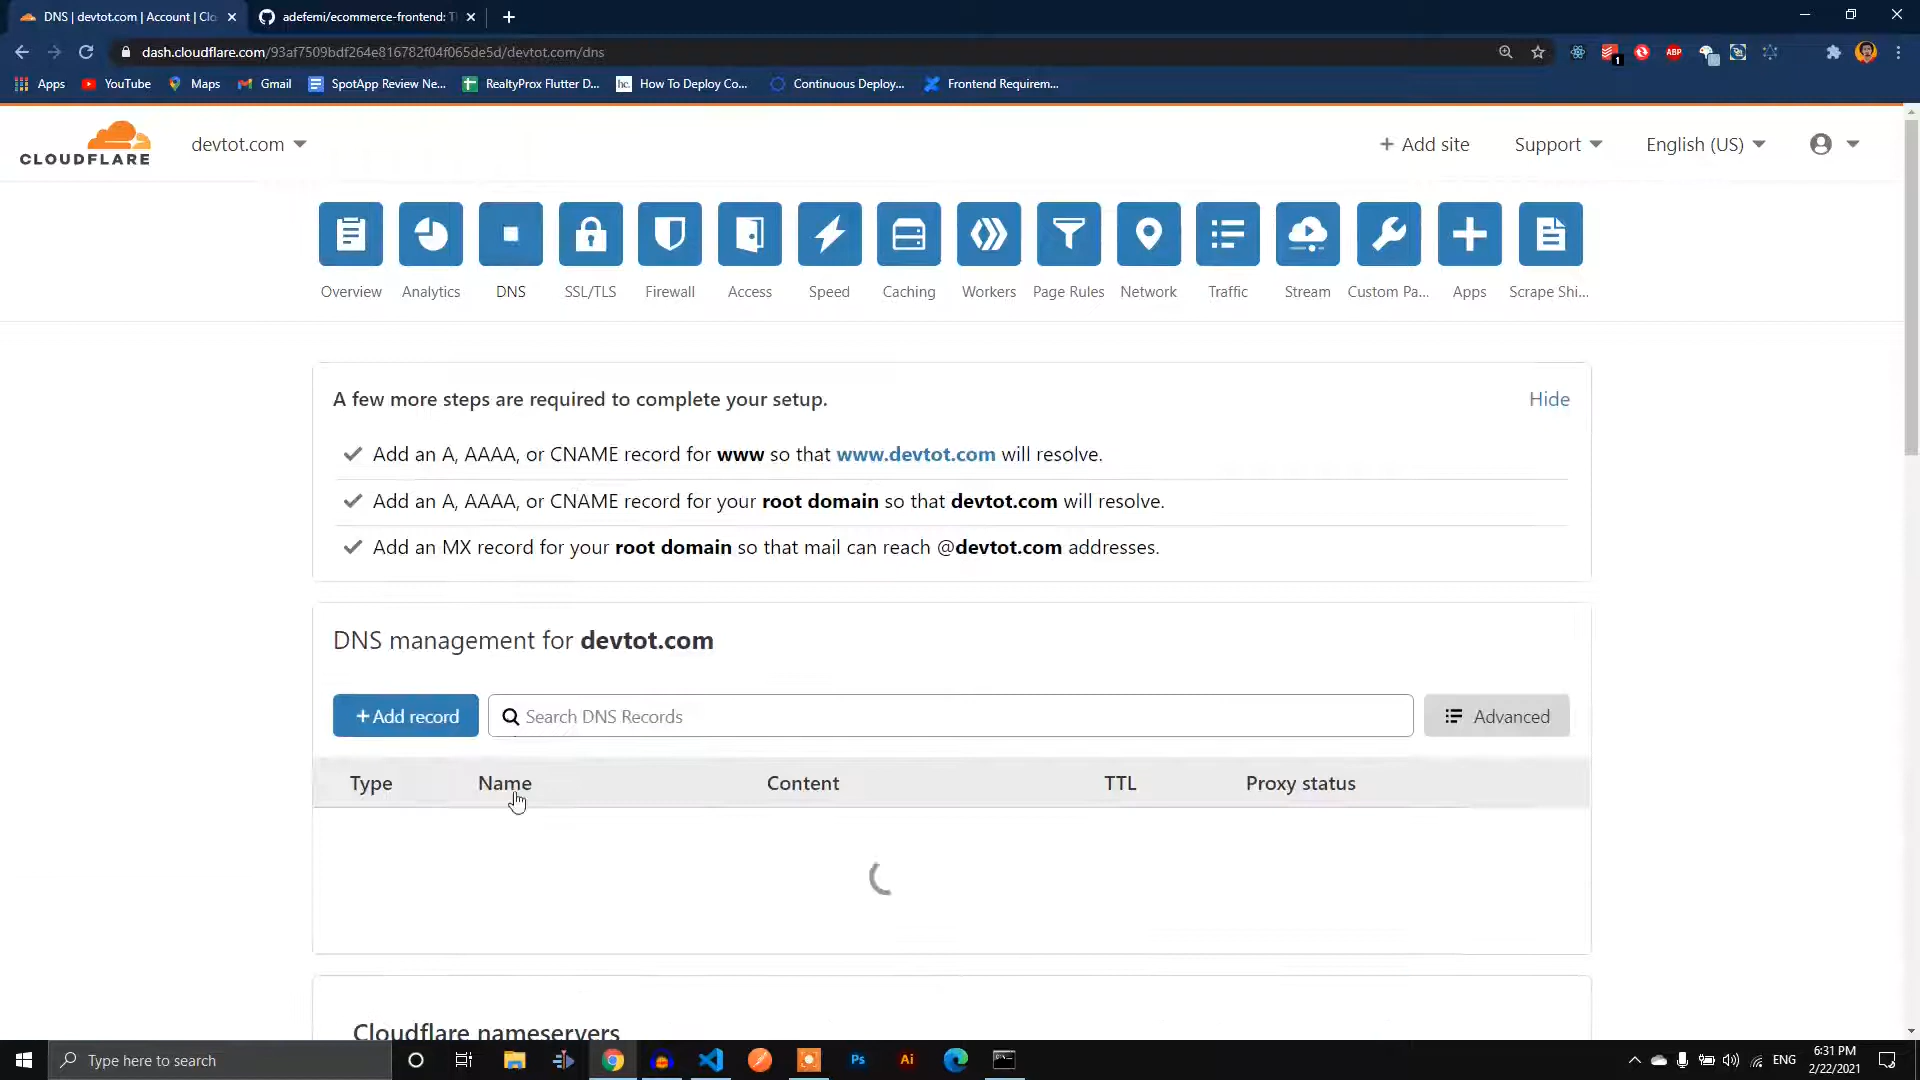 DNS | devtot.com | Account | Clo
adefemi/ecommerce-frontend: Th
dash.cloudflare.com/93af7509bdf264e816782f04f065de5d/devtot.com/dns
ABP
1
Apps
YouTube
Maps
Gmail
SpotApp Review Ne...
RealtyProx Flutter D...
hc.
How To Deploy Co...
Continuous Deploy...
Frontend Requirem...
CLOUDFLARE
devtot.com
+ Add site
Support
English (US)
Overview
Analytics
DNS
SSL/TLS
Firewall
Access
Speed
Caching
Workers
Page Rules
Network
Traffic
Stream
Custom Pa...
Apps
Scrape Shi...
A few more steps are required to complete your setup.
Hide
Add an A, AAAA, or CNAME record for www so that www.devtot.com will resolve.
Add an A, AAAA, or CNAME record for your root domain so that devtot.com will resolve.
Add an MX record for your root domain so that mail can reach @devtot.com addresses.
DNS management for devtot.com
+Add record
Search DNS Records
Advanced
Type
Name
Content
TTL
Proxy status
Cloudflare nameservers
Type here to search
Ps
Ai
ENG
6:31 PM
2/22/2021